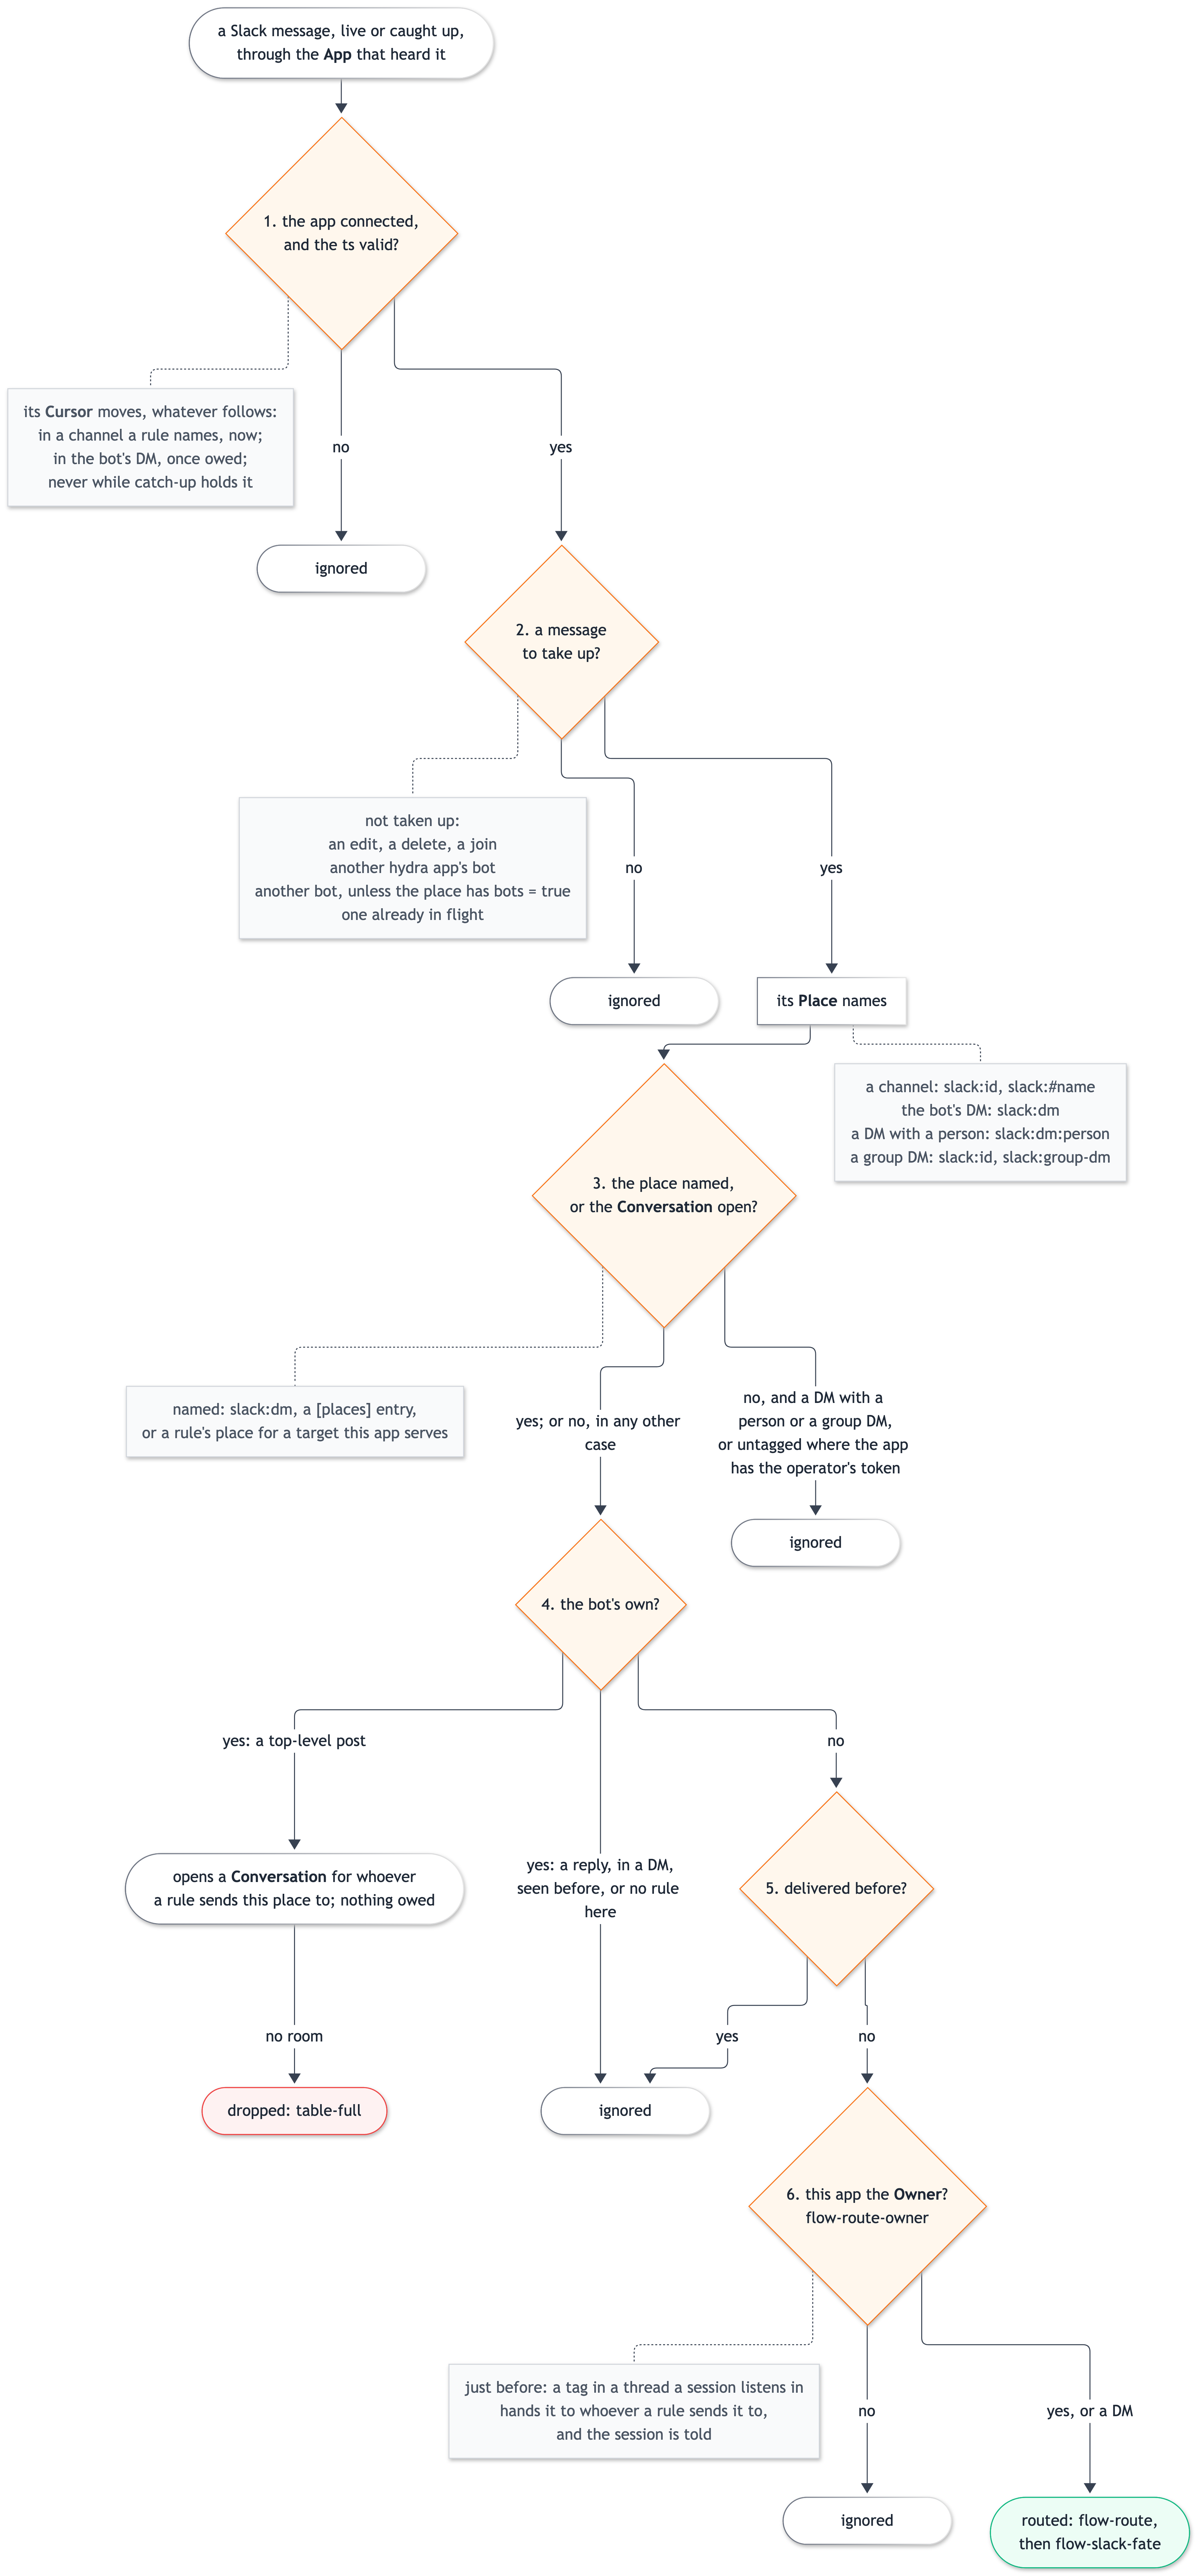 a Slack message, live or caught up,
through the App that heard it
1. the app connected,
and the ts valid?
its Cursor moves, whatever follows:
in a channel a rule names, now;
in the bot's DM, once owed;
never while catch-up holds it
no
yes
ignored
2. a message
to take up?
not taken up:
an edit, a delete, a join
another hydra app's bot
another bot, unless the place has bots = true
one already in flight
no
yes
ignored
its Place names
a channel: slack:id, slack:#name
the bot's DM: slack:dm
a DM with a person: slack:dm:person
a group DM: slack:id, slack:group-dm
3. the place named,
or the Conversation open?
named: slack:dm, a [places] entry,
or a rule's place for a target this app serves
yes; or no, in any other
case
no, and a DM with a
person or a group DM,
or untagged where the app
has the operator's token
ignored
4. the bot's own?
yes: a top-level post
no
opens a Conversation for whoever
a rule sends this place to; nothing owed
yes: a reply, in a DM,
seen before, or no rule
here
5. delivered before?
no room
yes
no
dropped: table-full
ignored
6. this app the Owner?
flow-route-owner
just before: a tag in a thread a session listens in
hands it to whoever a rule sends it to,
and the session is told
no
yes, or a DM
ignored
routed: flow-route,
then flow-slack-fate